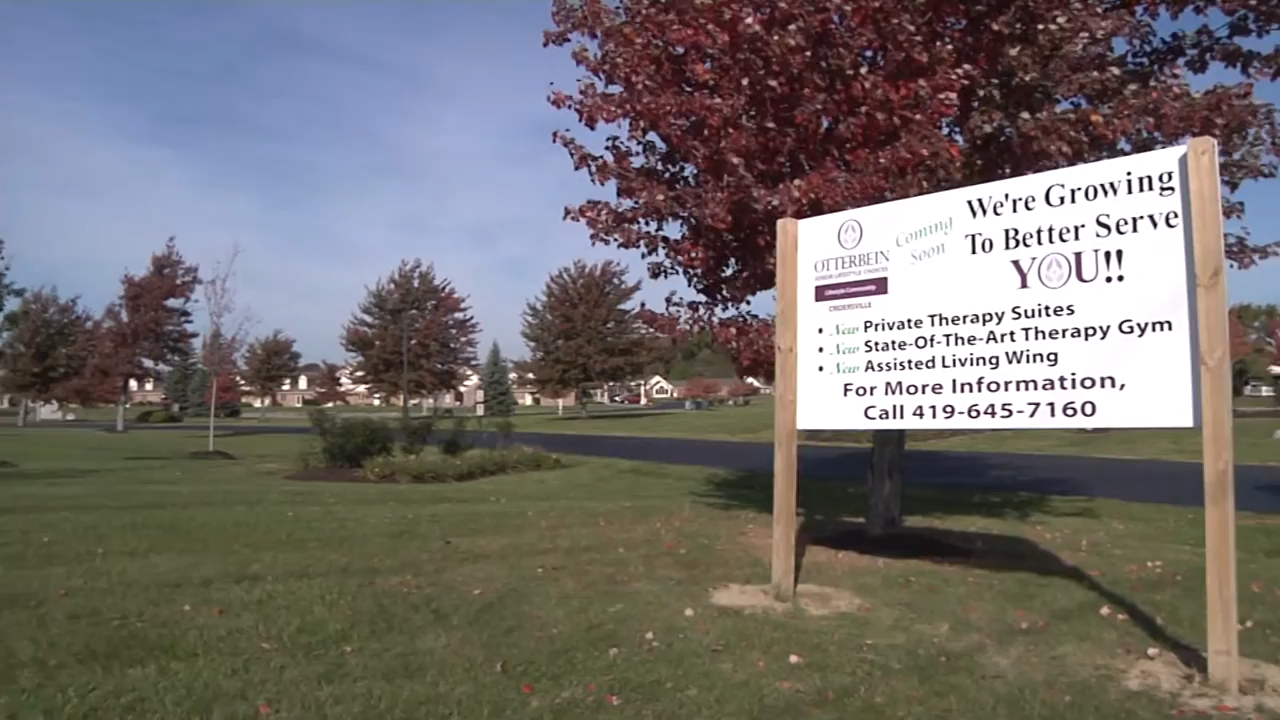 OTTERBEIN
SENIOR LIFESTYLE CHOICES
Lifestyle Community
CRIDERSVILLE
Coming
Soon
We're Growing
To Better Serve
YOU!!
• New Private Therapy Suites
• New State-Of-The-Art Therapy Gym
• New Assisted Living Wing
For More Information,
Call 419-645-7160